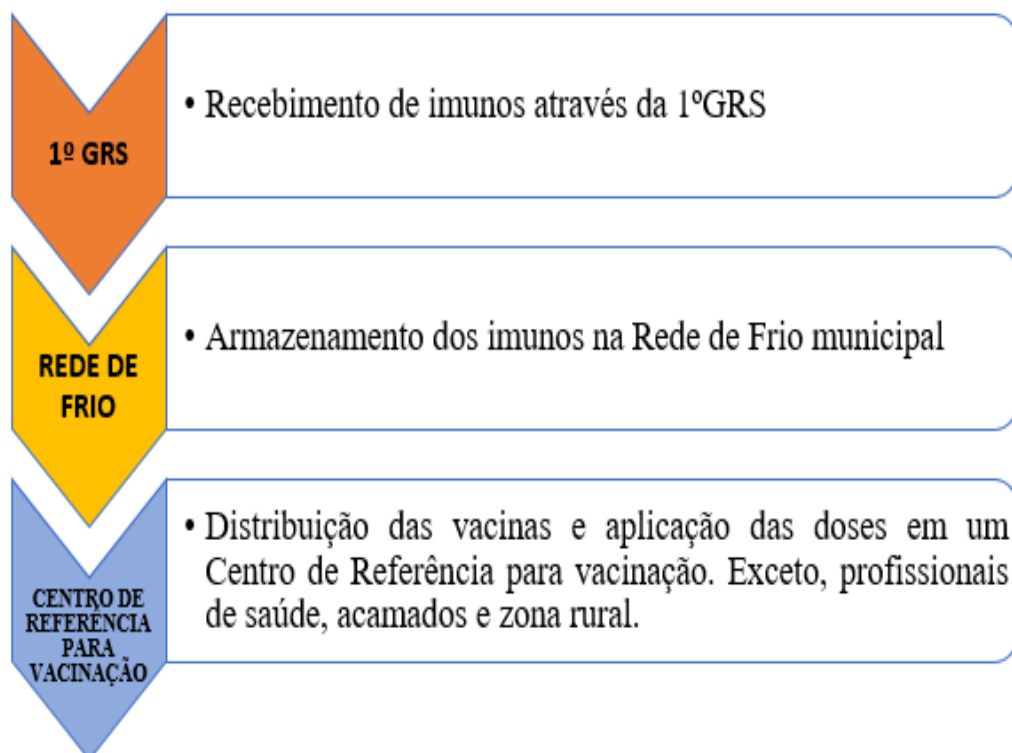 1º GRS
• Recebimento de imunos através da 1ºGRS
REDE DE
FRIO
• Armazenamento dos imunos na Rede de Frio municipal
CENTRO DE
REFERÊNCIA
PARA
VACINAÇÃO
• Distribuição das vacinas e aplicação das doses em um
Centro de Referência para vacinação. Exceto, profissionais
de saúde, acamados e zona rural.